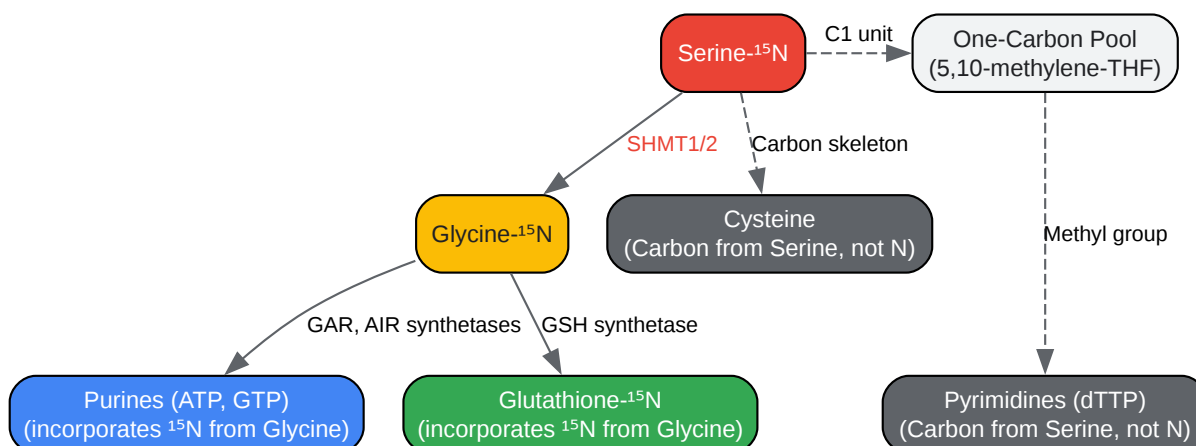 C1 unit
Serine-¹⁵N
One-Carbon Pool
(5,10-methylene-THF)
SHMT1/2
Carbon skeleton
Glycine-¹⁵N
Cysteine
(Carbon from Serine, not N)
Methyl group
GAR, AIR synthetases
GSH synthetase
Purines (ATP, GTP)
(incorporates ¹⁵N from Glycine)
Glutathione-¹⁵N
(incorporates ¹⁵N from Glycine)
Pyrimidines (dTTP)
(Carbon from Serine, not N)